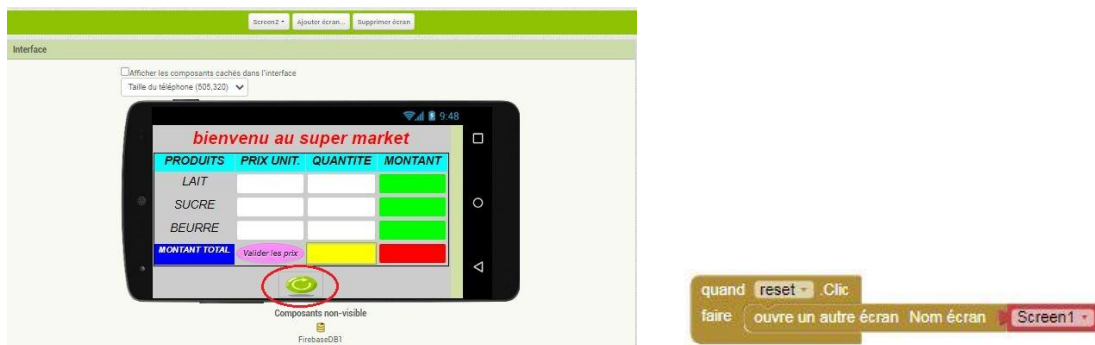 Screen2 Ajouter écran... Supprimer écran
Interface
Afficher les composants cachés dans l'interface
Taille du téléphone (505,320)
9:48
bienvenu au super market
PRODUITS PRIX UNIT. QUANTITE MONTANT
LAIT
SUCRE
BEURRE
MONTANT TOTAL Valider les prix
Composants non-visible
FirebaseDB1
quand reset .Clic
faire ouvre un autre écran Nom écran Screen1